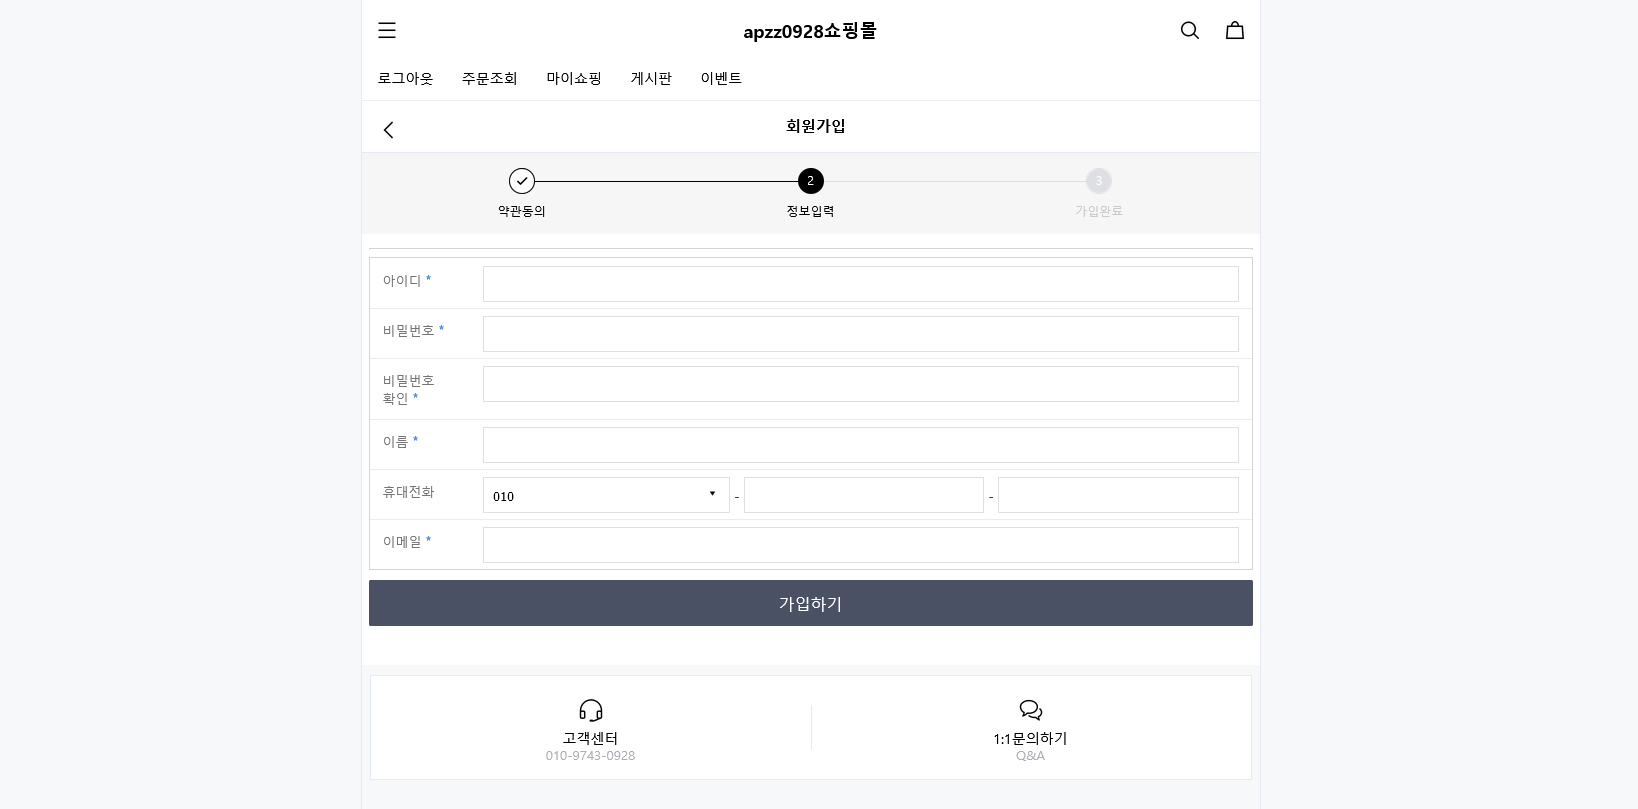 apzz0928쇼핑몰
로그아웃 주문조회 마이쇼핑 게시판 이벤트
회원가입
2 3
약관동의 정보입력 가입완료
아이디 *
비밀번호 *
비밀번호
확인 *
이름 *
휴대전화 010 - -
이메일 *
가입하기
고객센터 1:1문의하기
010-9743-0928 Q&A